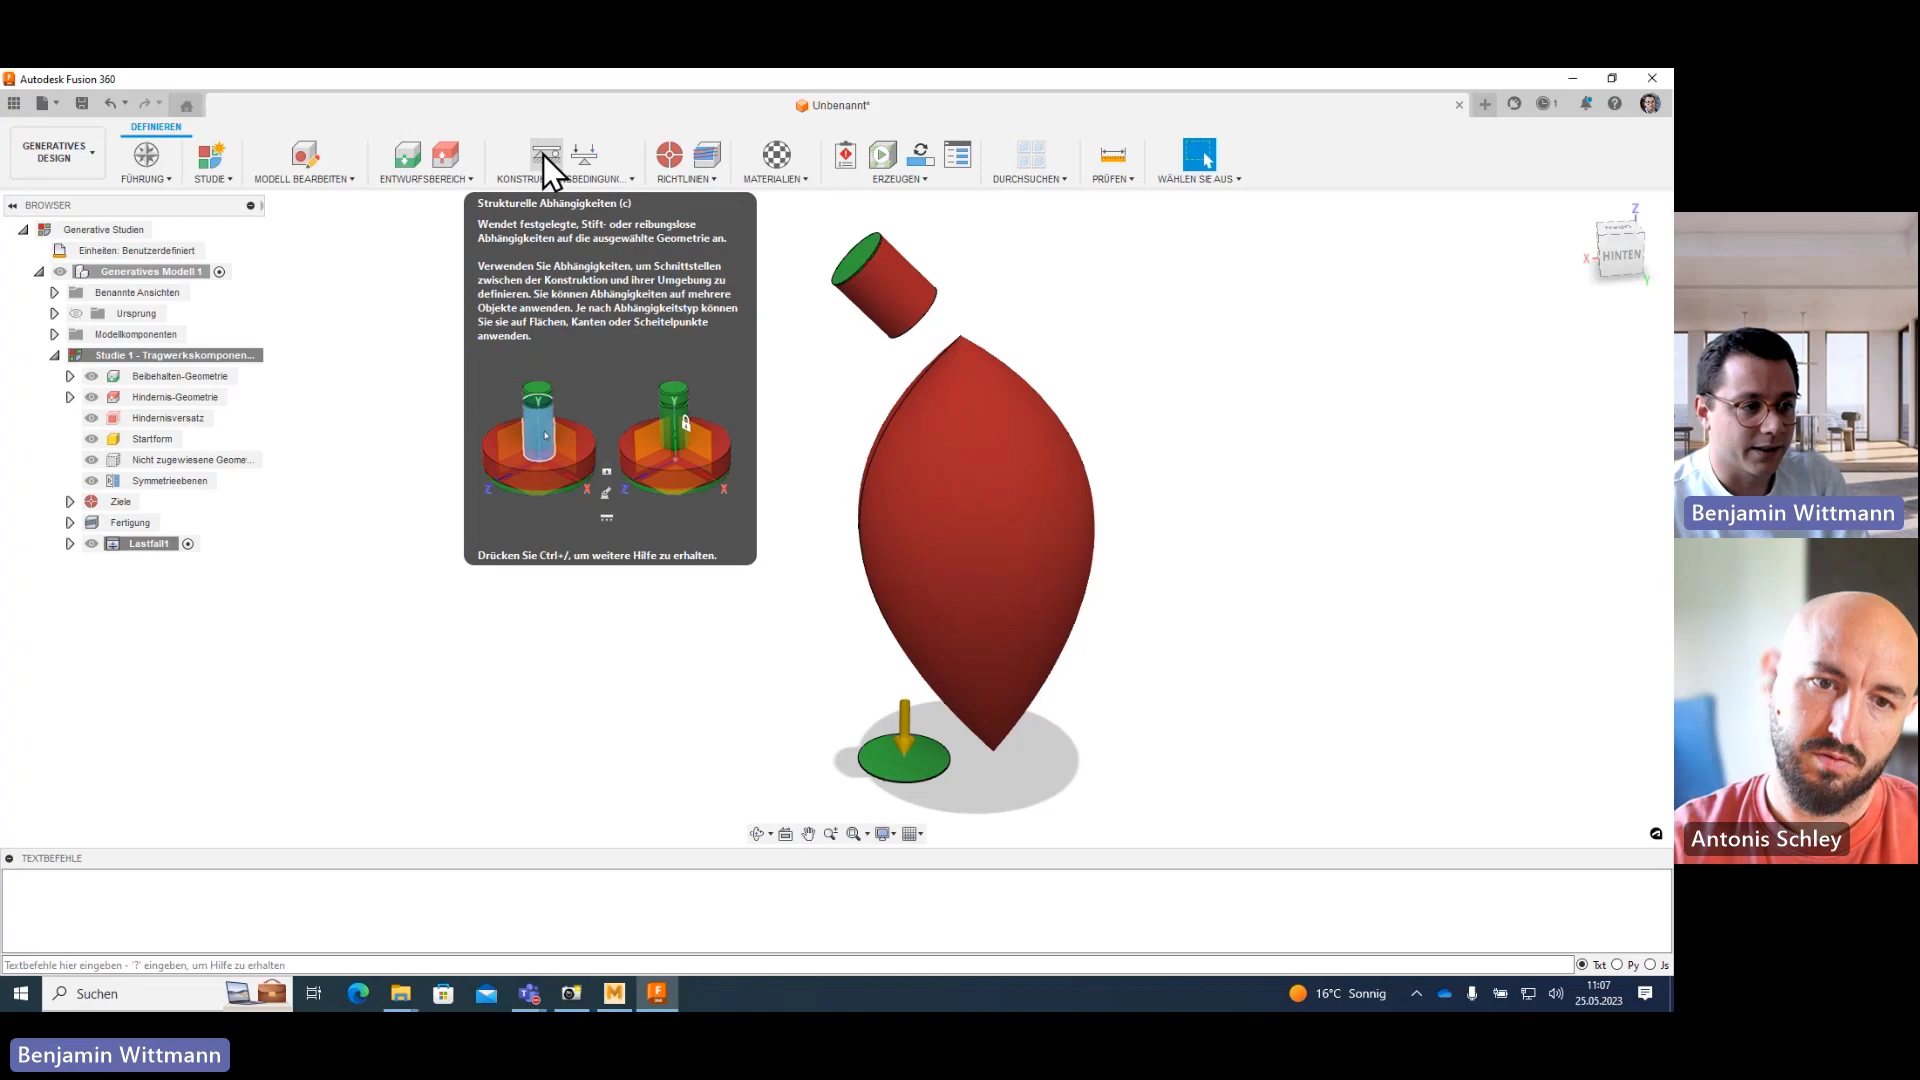 Autodesk Fusion 360
Unbenannt*
1
DEFINIEREN
GENERATIVES
DESIGN
FÜHRUNG
STUDIE
MODELL BEARBEITEN
ENTWURFSBEREICH
RICHTLINIEN
MATERIALIEN
ERZEUGEN
DURCHSUCHEN
PRÜFEN
WÄHLEN SIE AUS
BROWSER
Generative Studien
Einheiten: Benutzerdefiniert
Generatives Modell 1
Benannte Ansichten
Ursprung
Modellkomponenten
Studie 1 - Tragwerkskomponen...
Beibehalten-Geometrie
Hindernis-Geometrie
Hindernisversatz
Startform
Nicht zugewiesene Geome...
Symmetrieebenen
Ziele
Fertigung
Lastfall1
Strukturelle Abhängigkeiten (c)
Wendet festgelegte, Stift- oder reibungslose
Abhängigkeiten auf die ausgewählte Geometrie an.
Verwenden Sie Abhängigkeiten, um Schnittstellen
zwischen der Konstruktion und ihrer Umgebung zu
definieren. Sie können Abhängigkeiten auf mehrere
Objekte anwenden. Je nach Abhängigkeitstyp können
Sie sie auf Flächen, Kanten oder Scheitelpunkte
anwenden.
Y Y
Z X Z X
Drücken Sie Ctrl+/, um weitere Hilfe zu erhalten.
Z
HINTEN
X
Y
Benjamin Wittmann
Antonis Schley
TEXTBEFEHLE
Textbefehle hier eingeben - '?' eingeben, um Hilfe zu erhalten
Txt Py Js
Suchen
16°C Sonnig
11:07
25.05.2023
Benjamin Wittmann